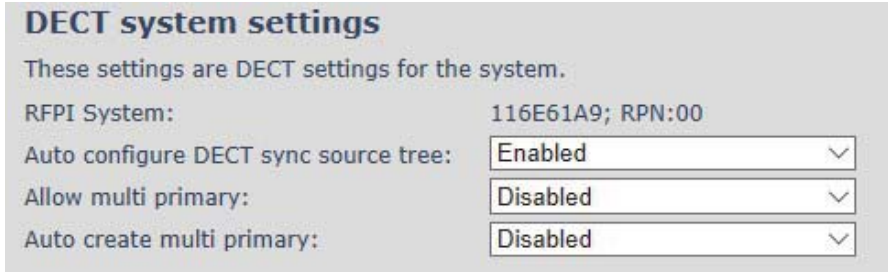 DECT system settings
These settings are DECT settings for the system.
RFPI System: 116E61A9; RPN:00
Auto configure DECT sync source tree: Enabled
Allow multi primary: Disabled
Auto create multi primary: Disabled